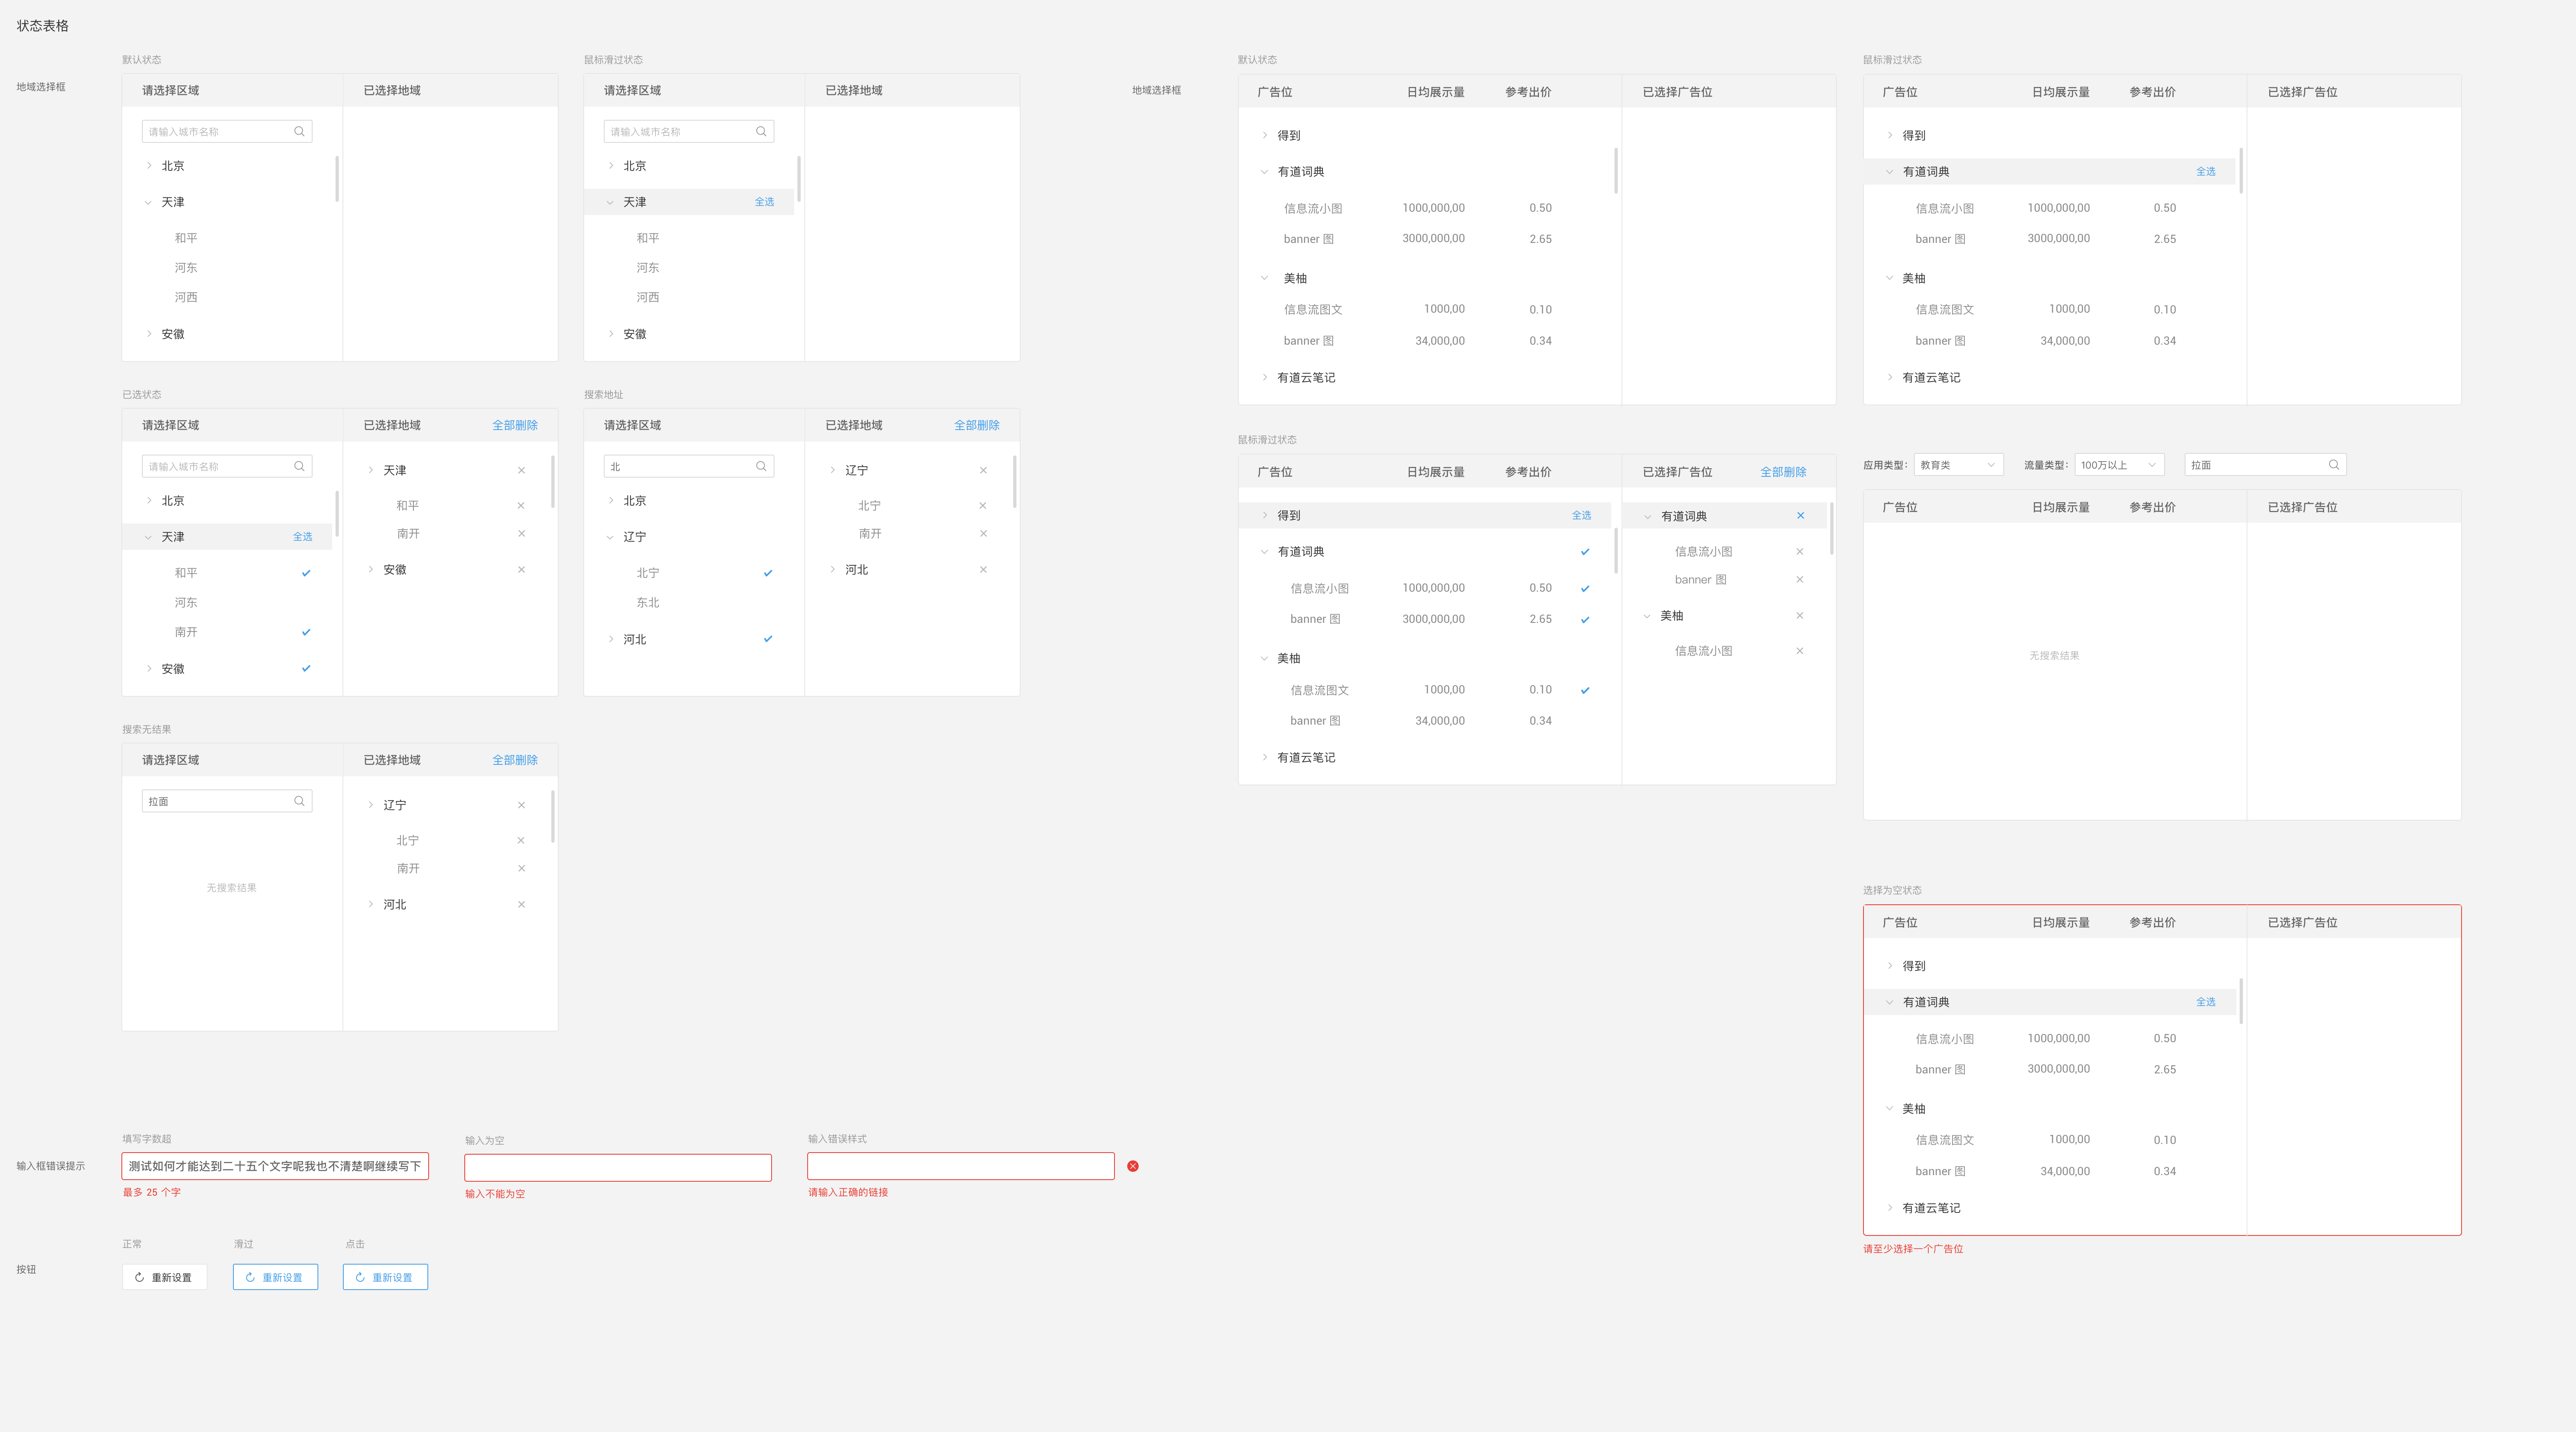 状态表格
地域选择框
默认状态
请选择区域 已选择地域
请输入城市名称
北京
天津
和平
河东
河西
安徽
鼠标滑过状态
请选择区域 已选择地域
请输入城市名称
北京
天津 全选
和平
河东
河西
安徽
已选状态
请选择区域 已选择地域 全部删除
请输入城市名称
北京
天津 全选
和平
河东
南开
安徽
天津
和平
南开
安徽
搜索地址
请选择区域 已选择地域 全部删除
北
北京
辽宁
北宁
东北
河北
辽宁
北宁
南开
河北
搜索无结果
请选择区域 已选择地域 全部删除
拉面
无搜索结果
辽宁
北宁
南开
河北
地域选择框
默认状态
广告位 日均展示量 参考出价 已选择广告位
得到
有道词典
信息流小图 1000,000,00 0.50
banner 图 3000,000,00 2.65
美柚
信息流图文 1000,00 0.10
banner 图 34,000,00 0.34
有道云笔记
鼠标滑过状态
广告位 日均展示量 参考出价 已选择广告位
得到
有道词典 全选
信息流小图 1000,000,00 0.50
banner 图 3000,000,00 2.65
美柚
信息流图文 1000,00 0.10
banner 图 34,000,00 0.34
有道云笔记
鼠标滑过状态
广告位 日均展示量 参考出价 已选择广告位 全部删除
得到 全选
有道词典
信息流小图 1000,000,00 0.50
banner 图 3000,000,00 2.65
美柚
信息流图文 1000,00 0.10
banner 图 34,000,00 0.34
有道云笔记
有道词典
信息流小图
banner 图
美柚
信息流小图
应用类型： 教育类 流量类型： 100万以上 拉面
广告位 日均展示量 参考出价 已选择广告位
无搜索结果
选择为空状态
广告位 日均展示量 参考出价 已选择广告位
得到
有道词典 全选
信息流小图 1000,000,00 0.50
banner 图 3000,000,00 2.65
美柚
信息流图文 1000,00 0.10
banner 图 34,000,00 0.34
有道云笔记
请至少选择一个广告位
输入框错误提示
填写字数超
测试如何才能达到二十五个文字呢我也不清楚啊继续写下
最多 25 个字
输入为空
输入不能为空
输入错误样式
请输入正确的链接
按钮
正常 滑过 点击
重新设置 重新设置 重新设置